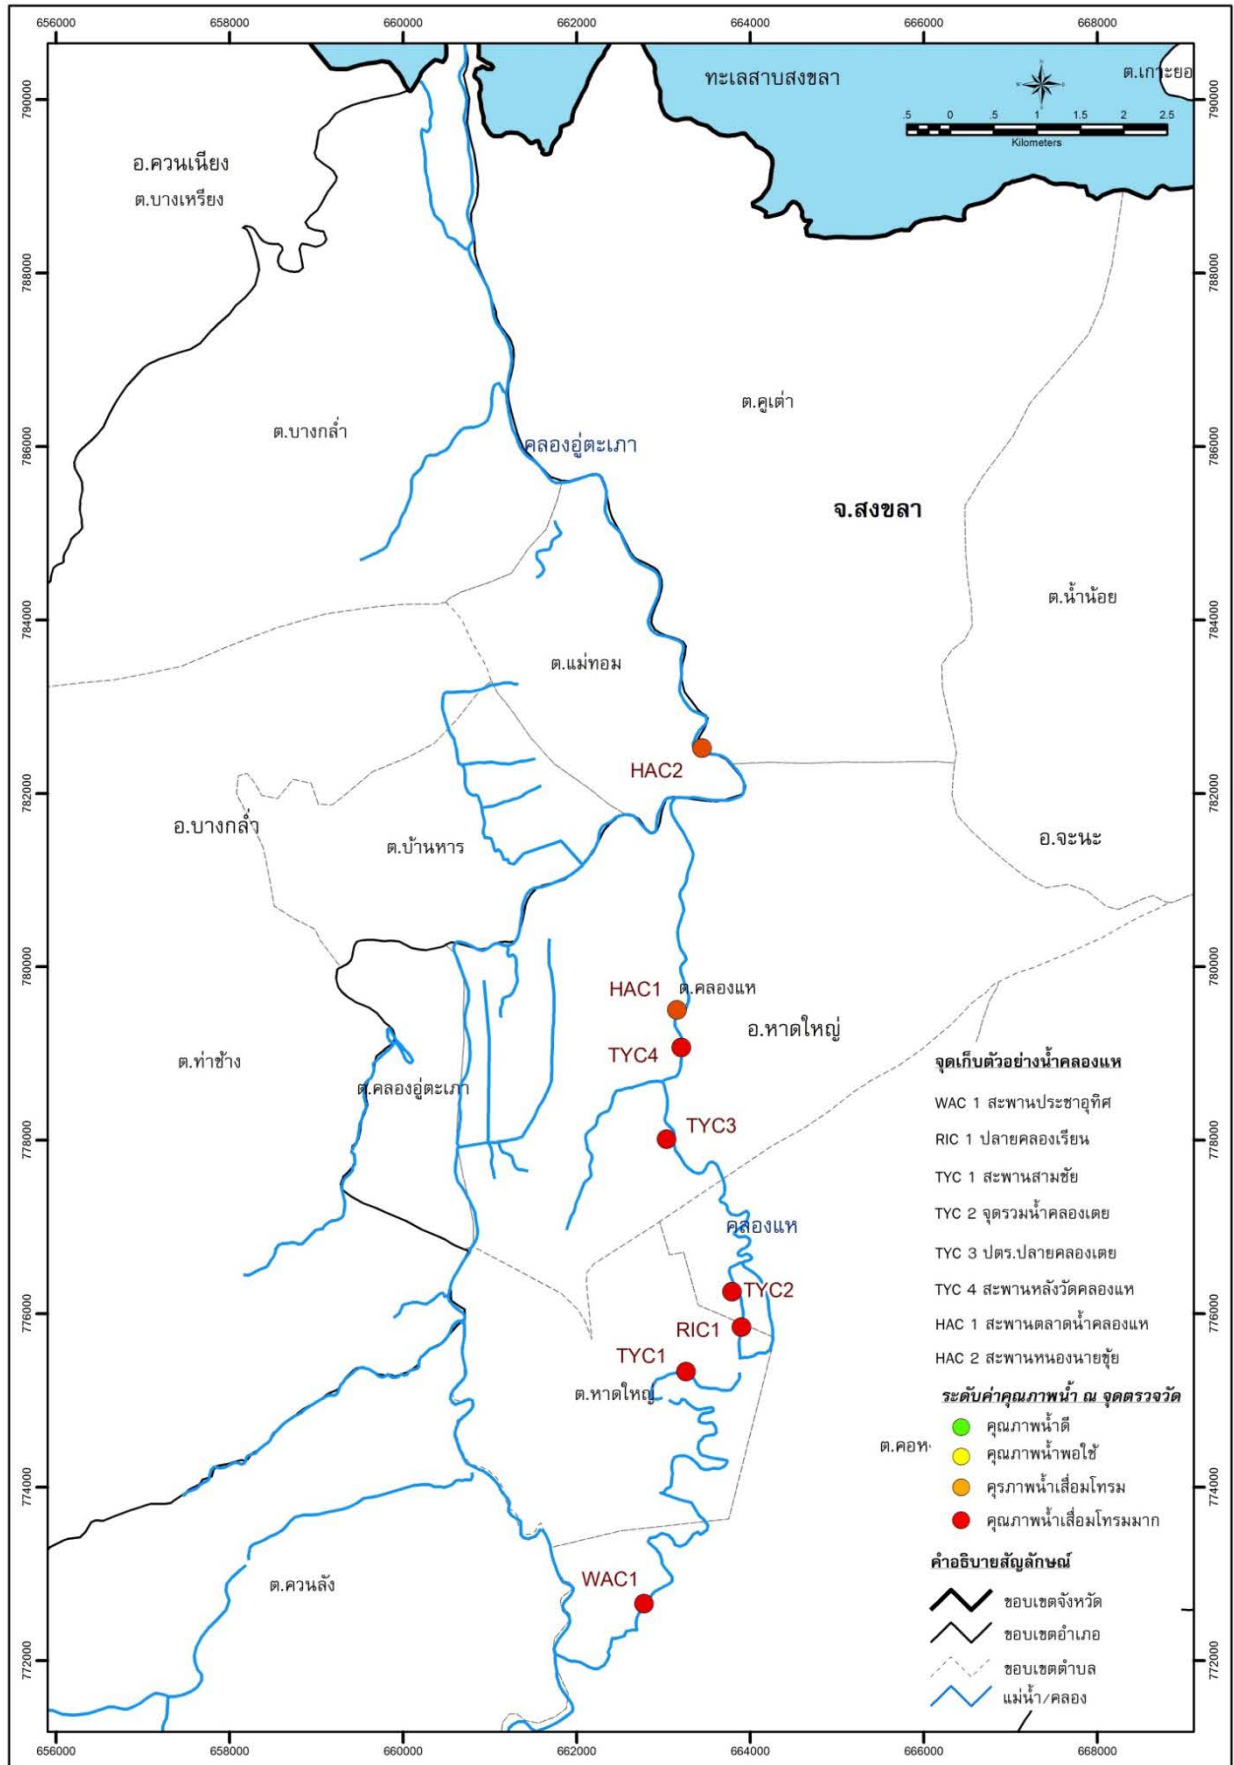 656000 658000 660000 662000 664000 666000 668000
ทะเลสาบสงขลา
ต.เกาะยอ
790000 790000
.5 0 .5 1 1.5 2 2.5
Kilometers
อ.ควนเนียง
ต.บางเหรียง
788000 788000
ต.คูเต่า
ต.บางกล่ำ
คลองอู่ตะเภา
786000 786000
จ.สงขลา
ต.น้ำน้อย
784000 784000
ต.แม่ทอม
HAC2
782000 782000
อ.บางกล่ำ
ต.บ้านหาร
อ.จะนะ
780000 780000
HAC1
ต.คลองแห
อ.หาดใหญ่
TYC4
ต.ท่าช้าง
ต.คลองอู่ตะเภา
778000 778000
TYC3
คลองแห
TYC2
776000 776000
RIC1
TYC1
ต.หาดใหญ่
ต.คอห
774000 774000
WAC1
ต.ควนลัง
772000 772000
จุดเก็บตัวอย่างน้ำคลองแห
WAC 1 สะพานประชาอุทิศ
RIC 1 ปลายคลองเรียน
TYC 1 สะพานสามชัย
TYC 2 จุดรวมน้ำคลองเตย
TYC 3 ปตร.ปลายคลองเตย
TYC 4 สะพานหลังวัดคลองแห
HAC 1 สะพานตลาดน้ำคลองแห
HAC 2 สะพานหนองนายขุ้ย
ระดับค่าคุณภาพน้ำ ณ จุดตรวจวัด
คุณภาพน้ำดี
คุณภาพน้ำพอใช้
คุรภาพน้ำเสื่อมโทรม
คุณภาพน้ำเสื่อมโทรมมาก
คำอธิบายสัญลักษณ์
ขอบเขตจังหวัด
ขอบเขตอำเภอ
ขอบเขตตำบล
แม่น้ำ/คลอง
656000 658000 660000 662000 664000 666000 668000